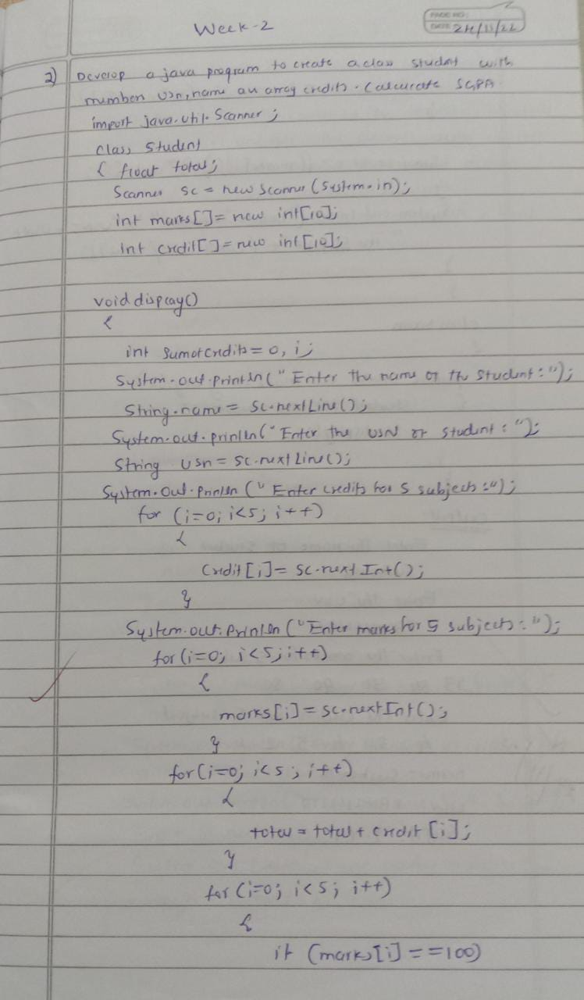 Week-2
PAGE NO:
DATE: 24/11/22
2) Develop a java program to create a class student with
member usn, name an array credits. Calculate SGPA
import java.util.Scanner;
class Student
{ float total;
Scanner sc = new Scanner(System.in);
int marks[]= new int[10];
int credit[]= new int[10];
void display()
{
int sumofcredits= 0, i;
System.out.println(" Enter the name of the student:");
String.name = sc.nextLine();
System.out.println("Enter the USN of student: ");
String usn = sc.nextLine();
System.out.println (" Enter credits for 5 subjects:");
for (i=0; i<5; i++)
{
credit[i]= sc.nextInt();
}
System.out.println ("Enter marks for 5 subjects: ");
for(i=0; i<5; i++)
{
marks[i]= sc.nextInt();
}
for(i=0; i<5; i++)
{
total = total + credit [i];
}
for (i=0; i<5; i++)
{
if (marks[i] ==100)